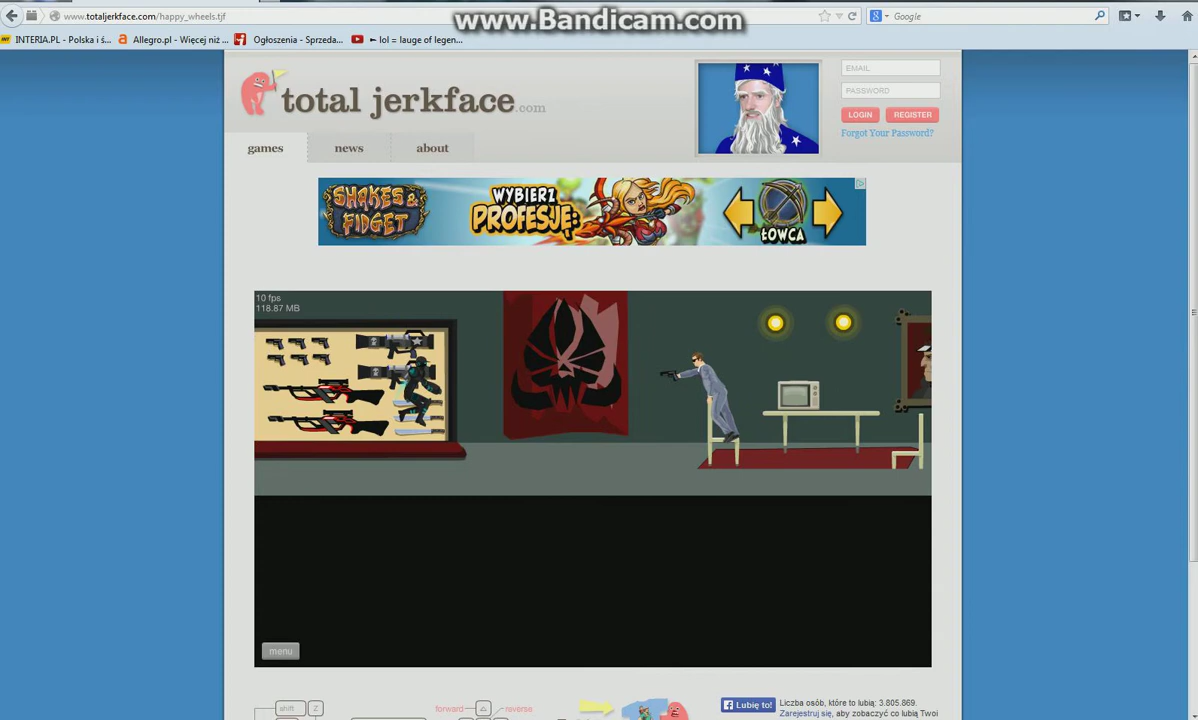 www.Bandicam.com
www.totaljerkface.com/happy_wheels.tjf
Google
INTERIA.PL - Polska i ś...
Allegro.pl - Więcej niż ...
Ogłoszenia - Sprzeda...
► lol = lauge of legen...
total jerkface.com
EMAIL
PASSWORD
LOGIN
REGISTER
Forgot Your Password?
games
news
about
SHAKES & FIDGET
WYBIERZ PROFESJĘ:
ŁOWCA
10 fps
118.87 MB
menu
shift
Z
forward
reverse
Lubię to!
Liczba osób, które to lubią: 3.805.869.
Zarejestruj się, aby zobaczyć co lubią Twoi